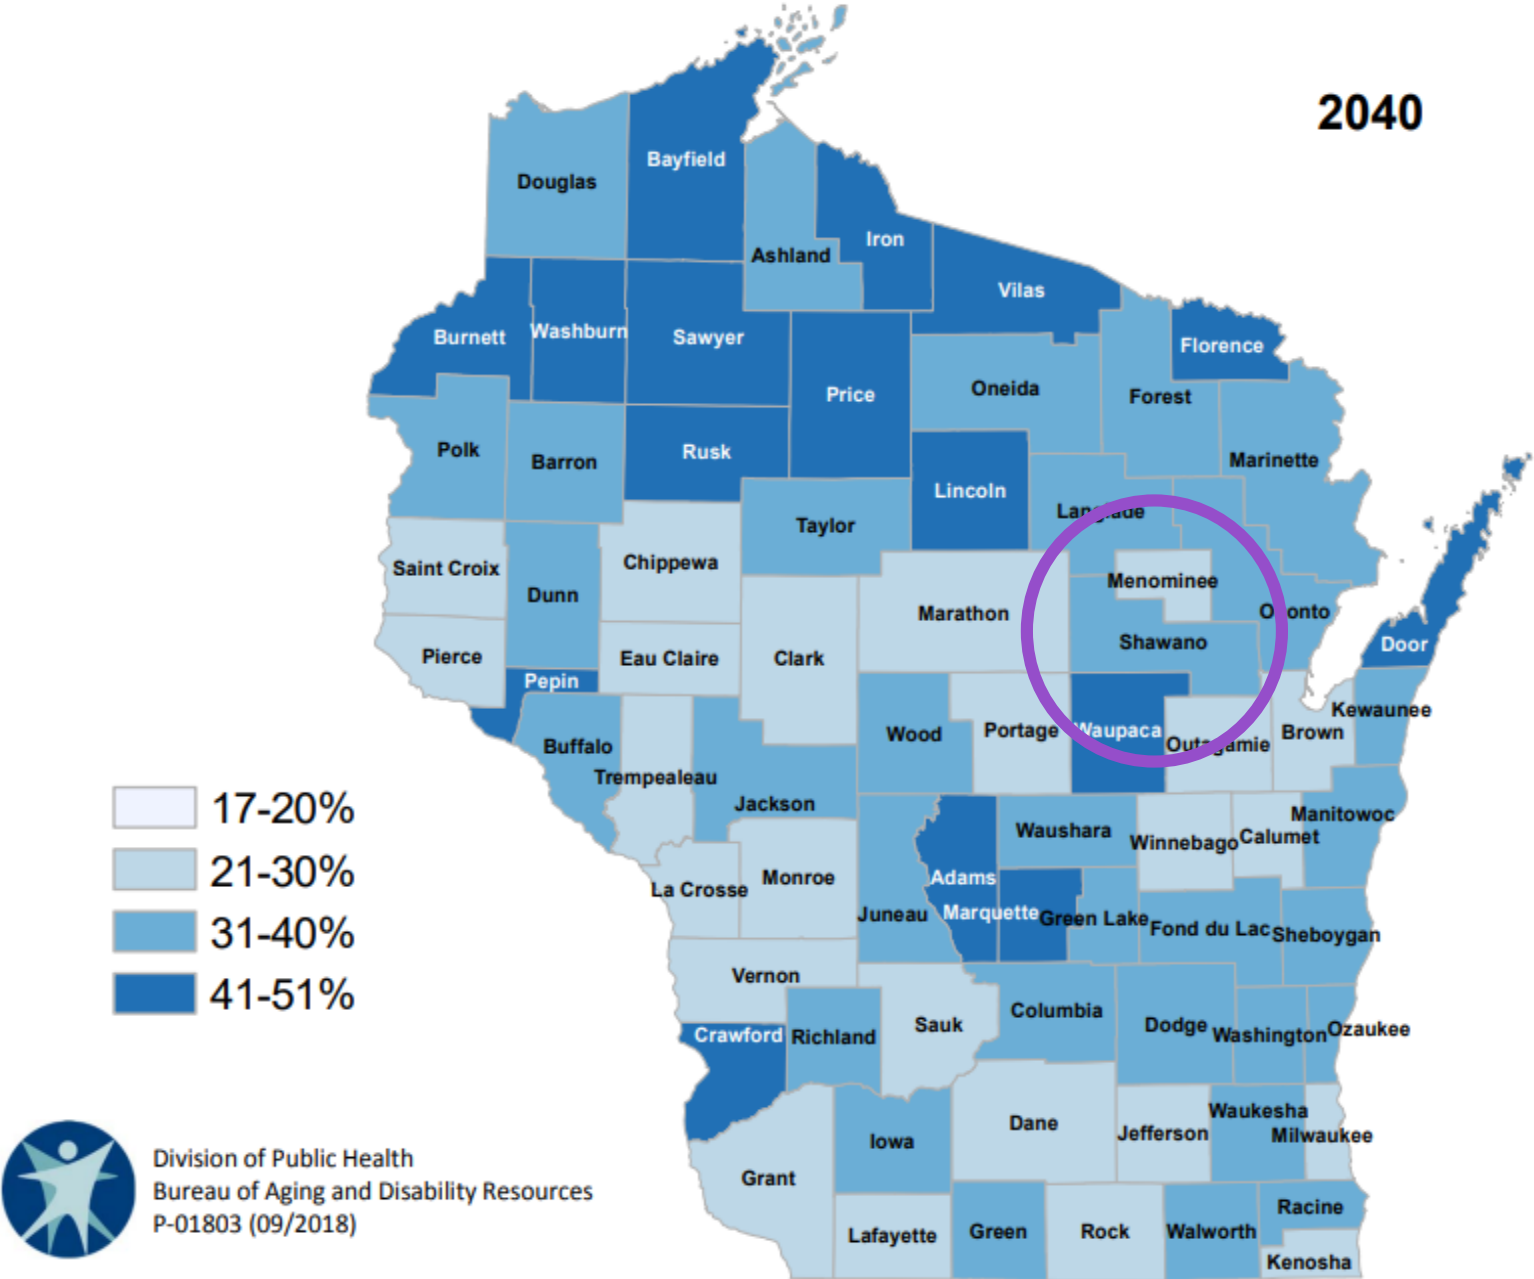 2040
Bayfield
Douglas
Iron
Ashland
Vilas
Washburn
Burnett
Sawyer
Florence
Oneida
Price
Forest
Polk
Rusk
Barron
Marinette
Lincoln
Langlade
Taylor
Chippewa
Saint Croix
Menominee
Dunn
Oconto
Marathon
Shawano
Door
Pierce
Eau Claire
Clark
Pepin
Kewaunee
Waupaca
Portage
Brown
Wood
Outagamie
Buffalo
Trempealeau
Jackson
17-20%
Manitowoc
Waushara
Calumet
Winnebago
21-30%
Monroe
Adams
La Crosse
Marquette
Juneau
Green Lake
Fond du Lac
31-40%
Sheboygan
Vernon
41-51%
Columbia
Sauk
Dodge
Ozaukee
Crawford
Richland
Washington
Waukesha
Dane
Jefferson
Milwaukee
Iowa
Division of Public Health
Grant
Bureau of Aging and Disability Resources
Racine
P-01803 (09/2018)
Green
Rock
Walworth
Lafayette
Kenosha